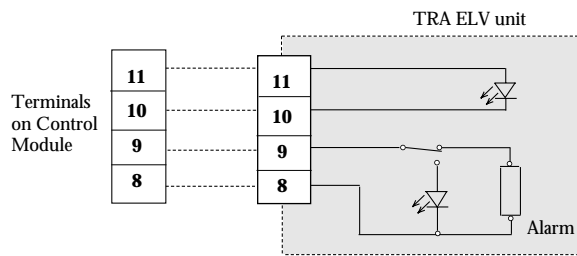 TRA ELV unit
11 11
Terminals
on Control
Module
10 10
9 9
8 8
Alarm